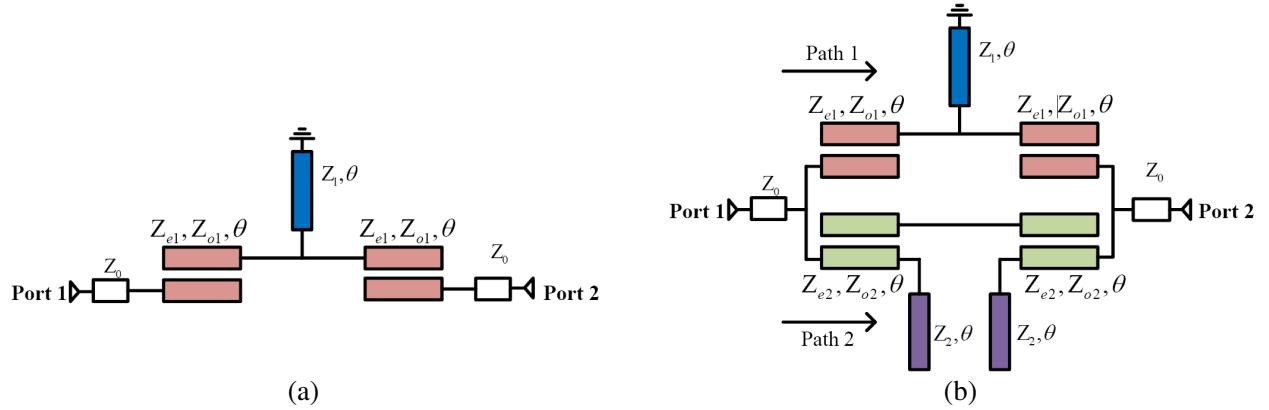 Z₁,θ
Zₑ₁,Zₒ₁,θ Zₑ₁,Zₒ₁,θ
Z₀ Z₀
Port 1 Port 2
(a)
Path 1
Z₁,θ
Zₑ₁,Zₒ₁,θ Zₑ₁,Zₒ₁,θ
Z₀ Z₀
Port 1 Port 2
Zₑ₂,Zₒ₂,θ Zₑ₂,Zₒ₂,θ
Path 2
Z₂,θ Z₂,θ
(b)